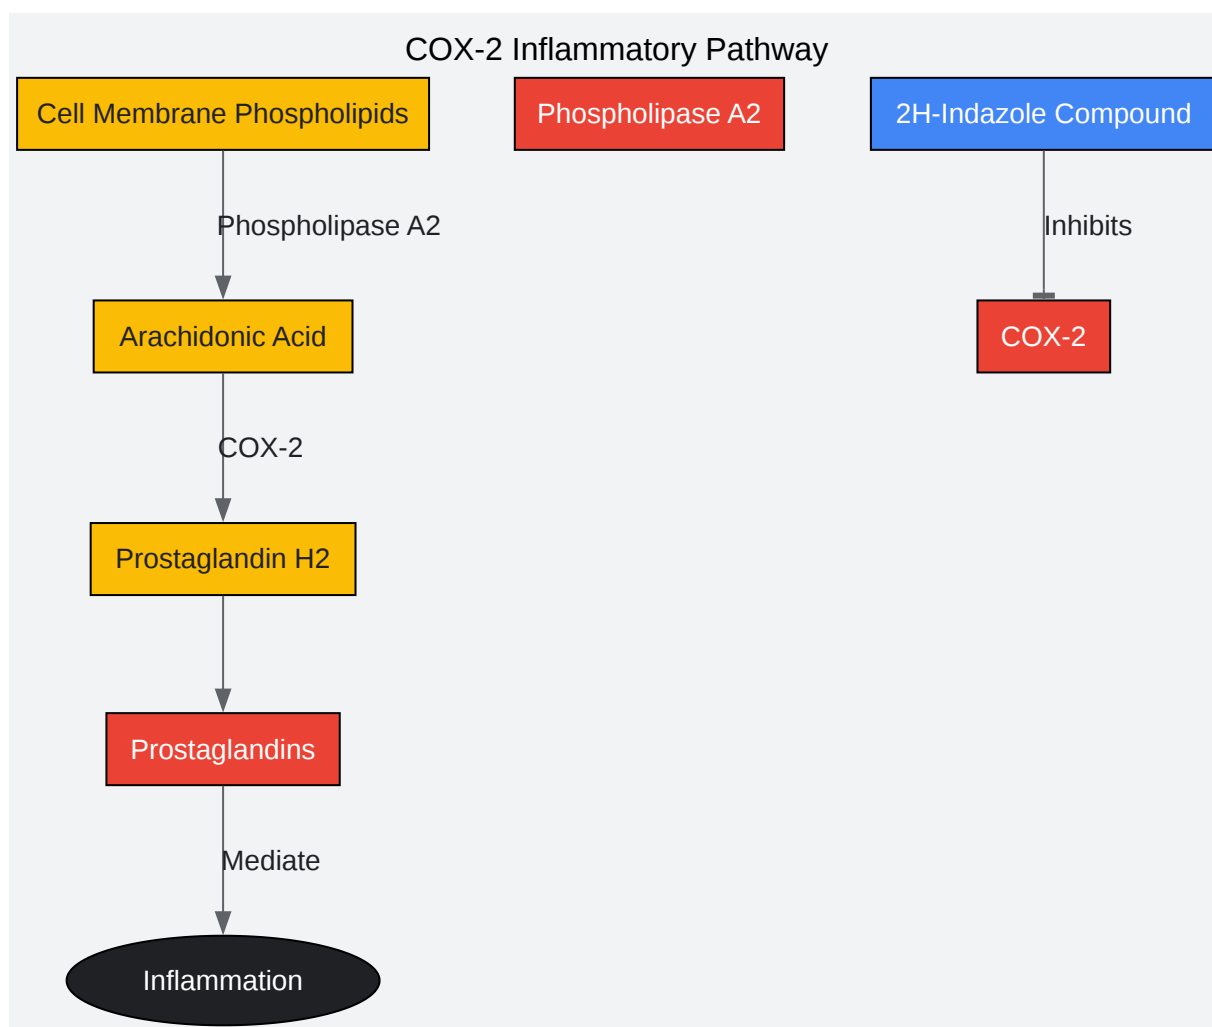 COX-2 Inflammatory Pathway
Cell Membrane Phospholipids
Phospholipase A2
2H-Indazole Compound
Phospholipase A2
Inhibits
Arachidonic Acid
COX-2
COX-2
Prostaglandin H2
Prostaglandins
Mediate
Inflammation